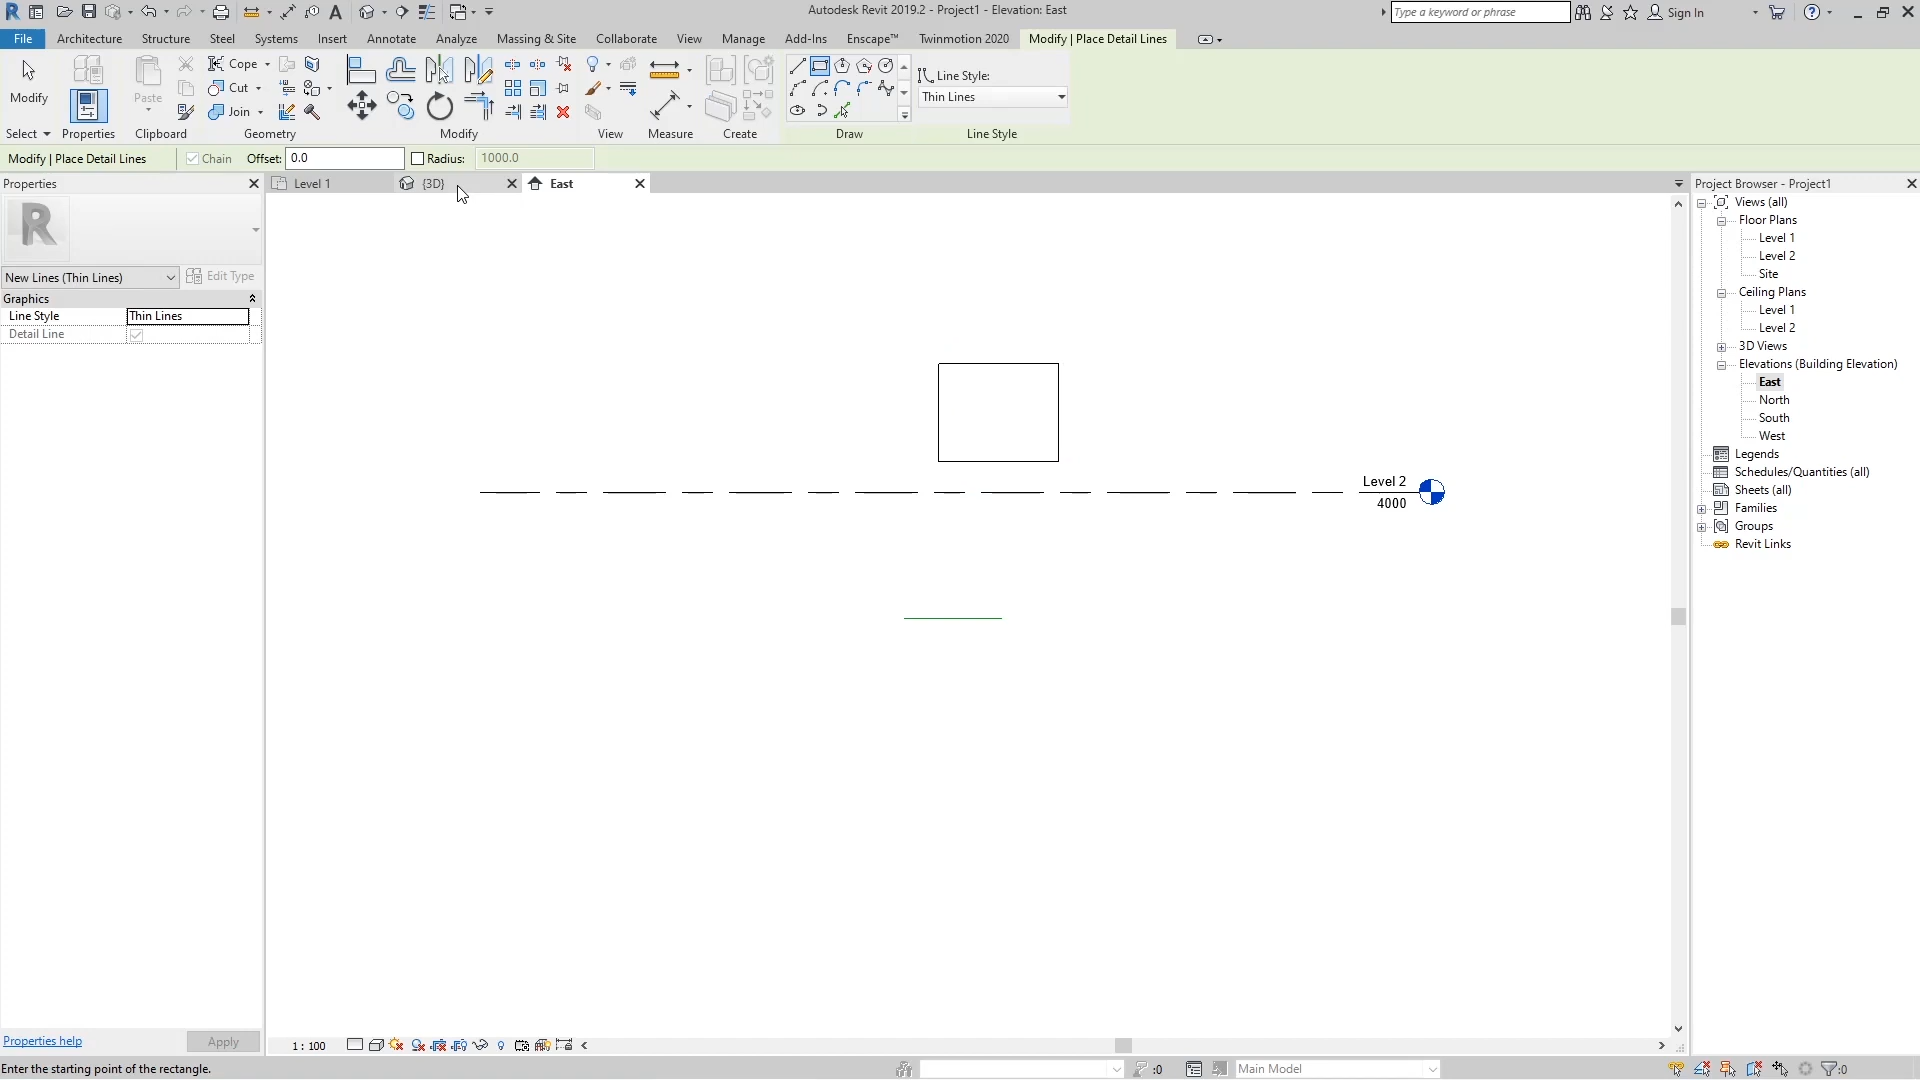 Autodesk Revit 2019.2 - Project1 - Elevation: East
Type a keyword or phrase
Sign In
File
Architecture
Structure
Steel
Systems
Insert
Annotate
Analyze
Massing & Site
Collaborate
View
Manage
Add-Ins
Enscape™
Twinmotion 2020
Modify | Place Detail Lines
Modify
Paste
Cope
Cut
Join
Line Style:
Thin Lines
Select
Properties
Clipboard
Geometry
Modify
View
Measure
Create
Draw
Line Style
Modify | Place Detail Lines
Chain
Offset:
0.0
Radius:
1000.0
Properties
Level 1
{3D}
East
Project Browser - Project1
R
New Lines (Thin Lines)
Edit Type
Graphics
Line Style
Thin Lines
Detail Line
Level 2
4000
Views (all)
Floor Plans
Level 1
Level 2
Site
Ceiling Plans
Level 1
Level 2
3D Views
Elevations (Building Elevation)
East
North
South
West
Legends
Schedules/Quantities (all)
Sheets (all)
Families
Groups
Revit Links
Properties help
Apply
1 : 100
Enter the starting point of the rectangle.
:0
Main Model
:0